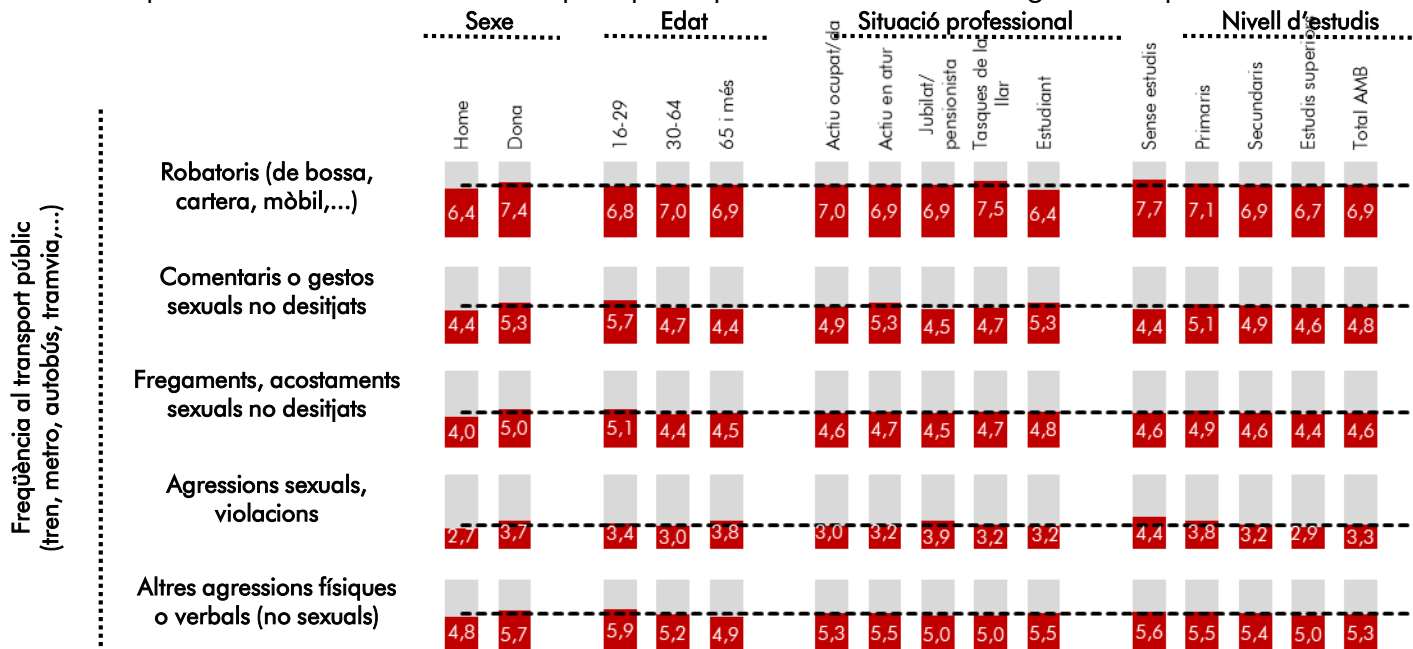 Sexe Edat Situació professional Nivell d'estudis
Home Dona 16-29 30-64 65 i més Actiu ocupat/da Actiu en atur Jubilat/ pensionista Tasques de la llar Estudiant Sense estudis Primaris Secundaris Estudis superiors Total AMB
Freqüència al transport públic
(tren, metro, autobús, tramvia,...)
Robatoris (de bossa,
cartera, mòbil,...)
6,4 7,4 6,8 7,0 6,9 7,0 6,9 6,9 7,5 6,4 7,7 7,1 6,9 6,7 6,9
Comentaris o gestos
sexuals no desitjats
4,4 5,3 5,7 4,7 4,4 4,9 5,3 4,5 4,7 5,3 4,4 5,1 4,9 4,6 4,8
Fregaments, acostaments
sexuals no desitjats
4,0 5,0 5,1 4,4 4,5 4,6 4,7 4,5 4,7 4,8 4,6 4,9 4,6 4,4 4,6
Agressions sexuals,
violacions
2,7 3,7 3,4 3,0 3,8 3,0 3,2 3,9 3,2 3,2 4,4 3,8 3,2 2,9 3,3
Altres agressions físiques
o verbals (no sexuals)
4,8 5,7 5,9 5,2 4,9 5,3 5,5 5,0 5,0 5,5 5,6 5,5 5,4 5,0 5,3